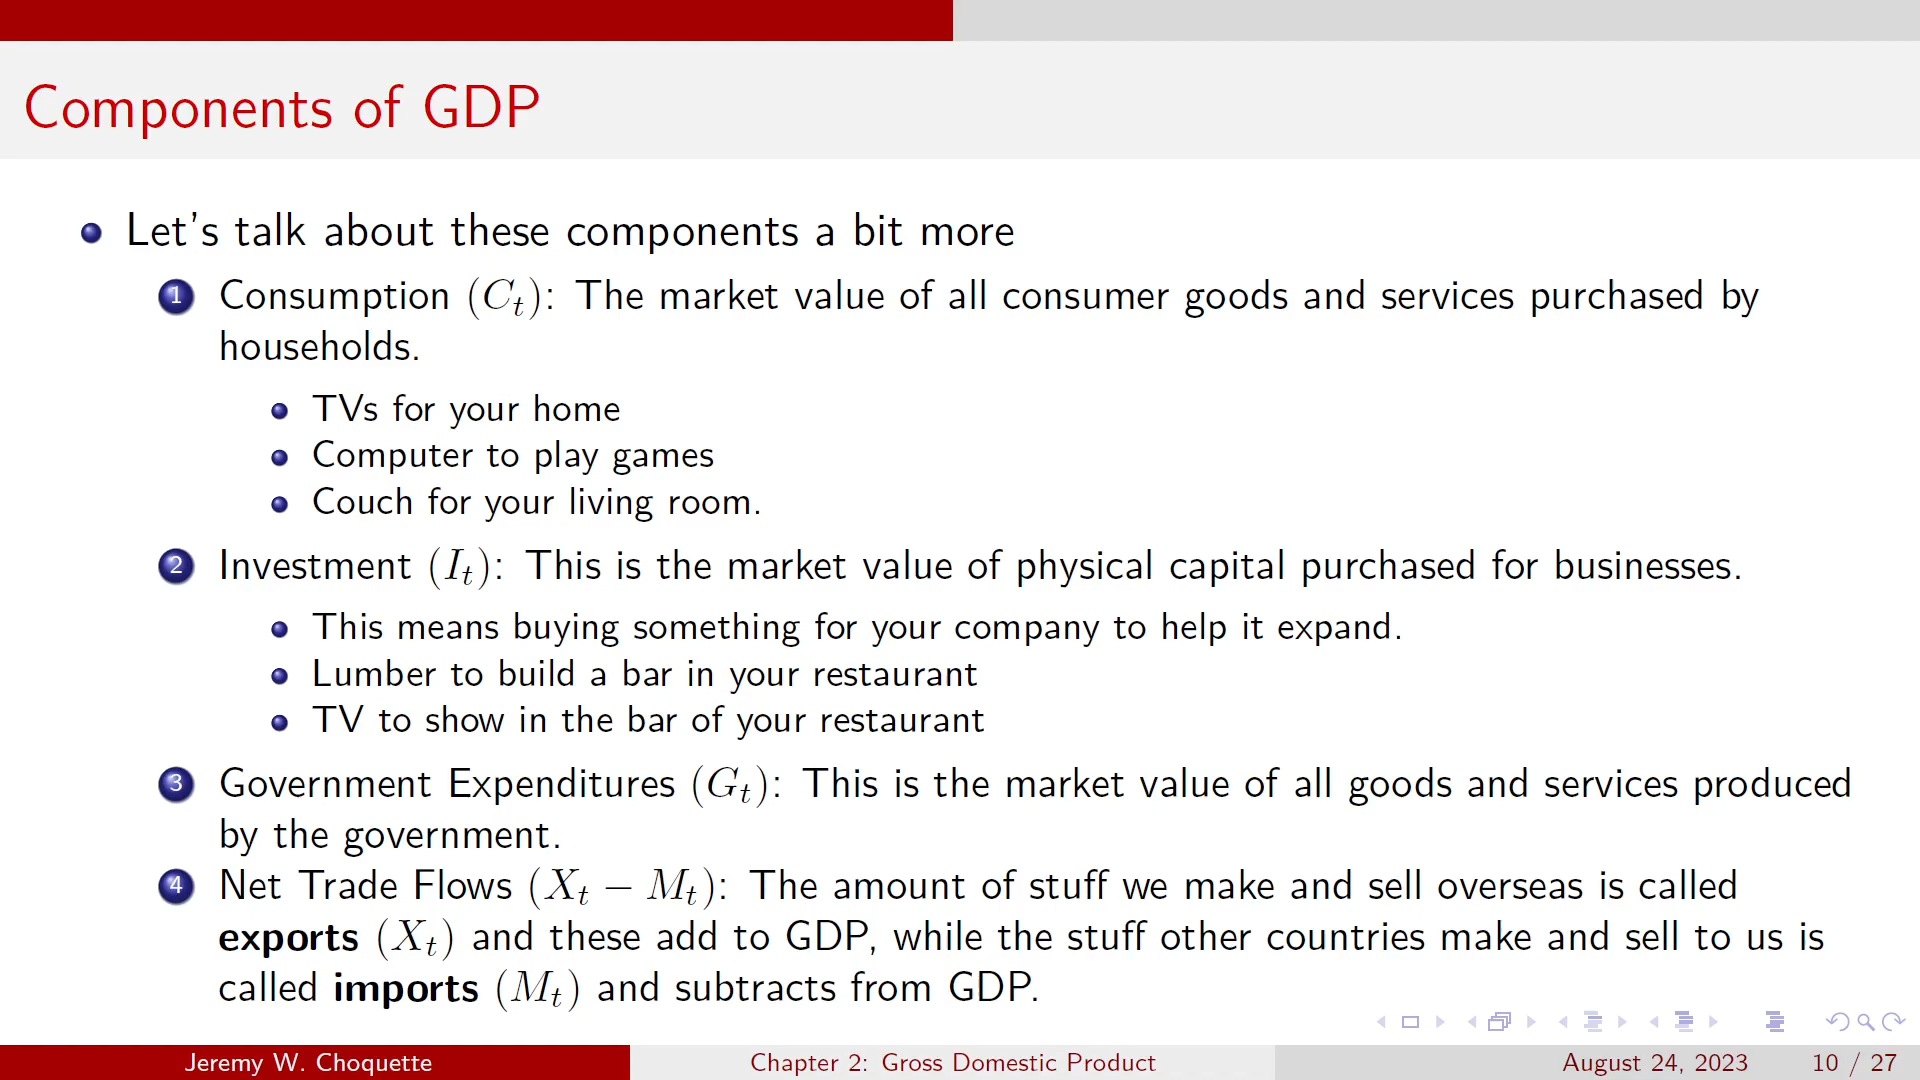 Components of GDP
Let's talk about these components a bit more
1 Consumption (C_t): The market value of all consumer goods and services purchased by
households.
TVs for your home
Computer to play games
Couch for your living room.
2 Investment (I_t): This is the market value of physical capital purchased for businesses.
This means buying something for your company to help it expand.
Lumber to build a bar in your restaurant
TV to show in the bar of your restaurant
3 Government Expenditures (G_t): This is the market value of all goods and services produced
by the government.
4 Net Trade Flows (X_t − M_t): The amount of stuff we make and sell overseas is called
exports (X_t) and these add to GDP, while the stuff other countries make and sell to us is
called imports (M_t) and subtracts from GDP.
Jeremy W. Choquette Chapter 2: Gross Domestic Product August 24, 2023 10 / 27